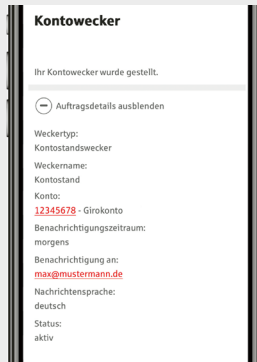 Kontowecker
Ihr Kontowecker wurde gestellt.
Auftragsdetails ausblenden
Weckertyp:
Kontostandswecker
Weckername:
Kontostand
Konto:
12345678 - Girokonto
Benachrichtigungszeitraum:
morgens
Benachrichtigung an:
max@mustermann.de
Nachrichtensprache:
deutsch
Status:
aktiv